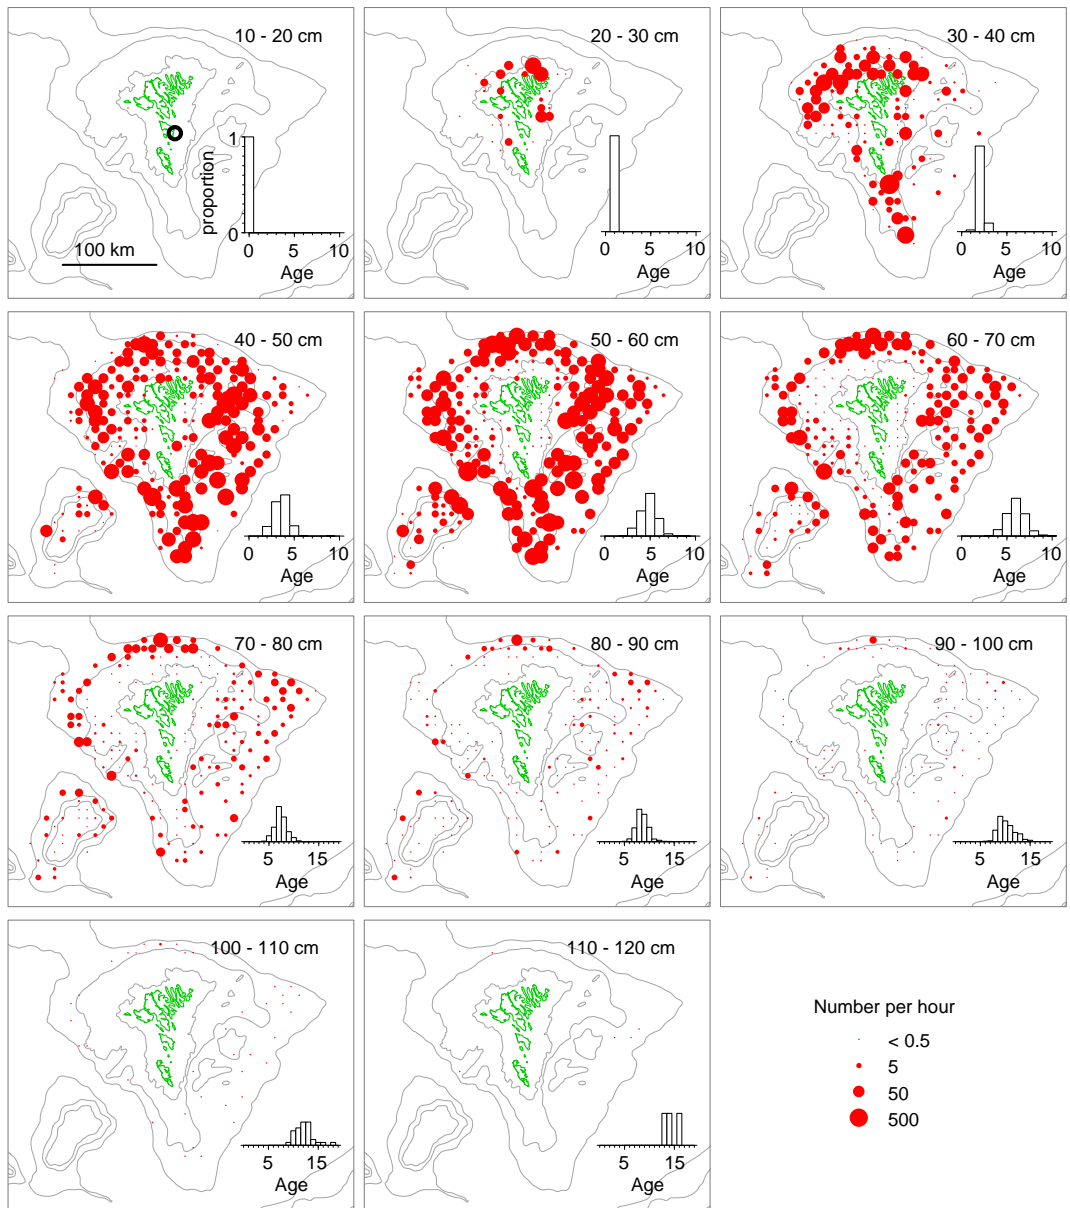 10 - 20 cm
1
proportion
0
0 5 10
Age
100 km
20 - 30 cm
0 5 10
Age
30 - 40 cm
0 5 10
Age
40 - 50 cm
0 5 10
Age
50 - 60 cm
0 5 10
Age
60 - 70 cm
0 5 10
Age
70 - 80 cm
5 15
Age
80 - 90 cm
5 15
Age
90 - 100 cm
5 15
Age
100 - 110 cm
5 15
Age
110 - 120 cm
5 15
Age
Number per hour
< 0.5
5
50
500